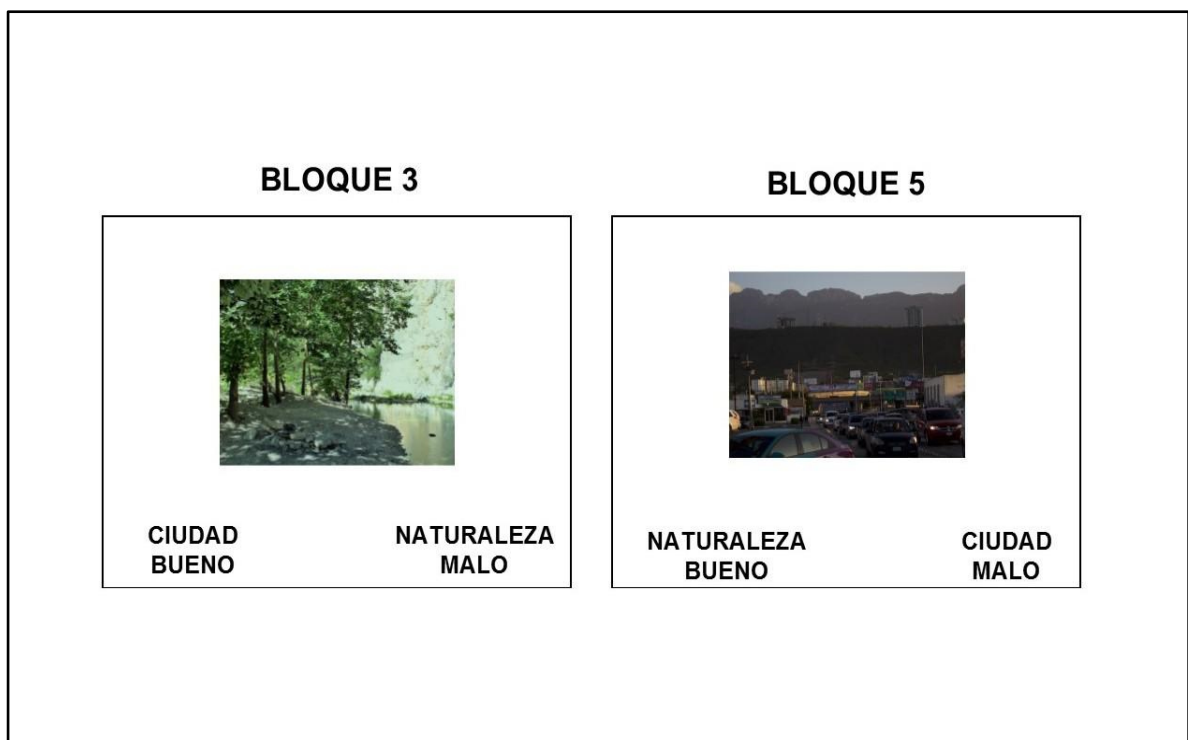 BLOQUE 3
CIUDAD
BUENO
NATURALEZA
MALO
BLOQUE 5
NATURALEZA
BUENO
CIUDAD
MALO